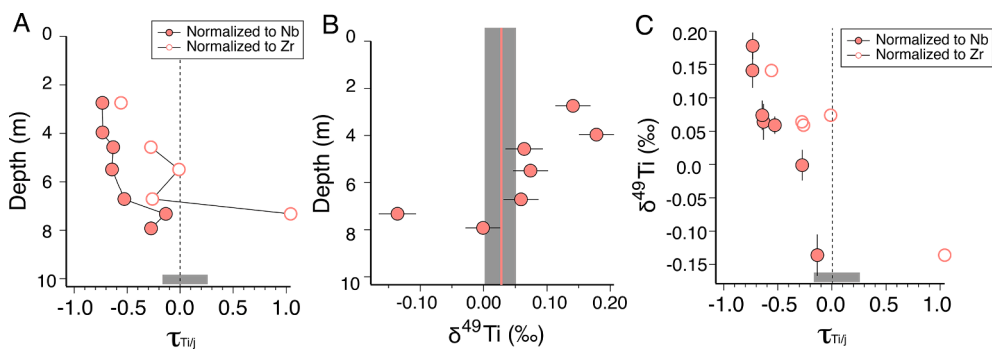 A
Normalized to Nb
Normalized to Zr
Depth (m)
0
2
4
6
8
10
-1.0
-0.5
0.0
0.5
1.0
τTi/j
B
Depth (m)
0
2
4
6
8
10
0.00
0.10
0.20
-0.10
δ⁴⁹Ti (‰)
C
Normalized to Nb
Normalized to Zr
δ⁴⁹Ti (‰)
0.20
0.15
0.10
0.05
0.0
-0.05
-0.10
-0.15
-1.0
-0.5
0.0
0.5
1.0
τTi/j